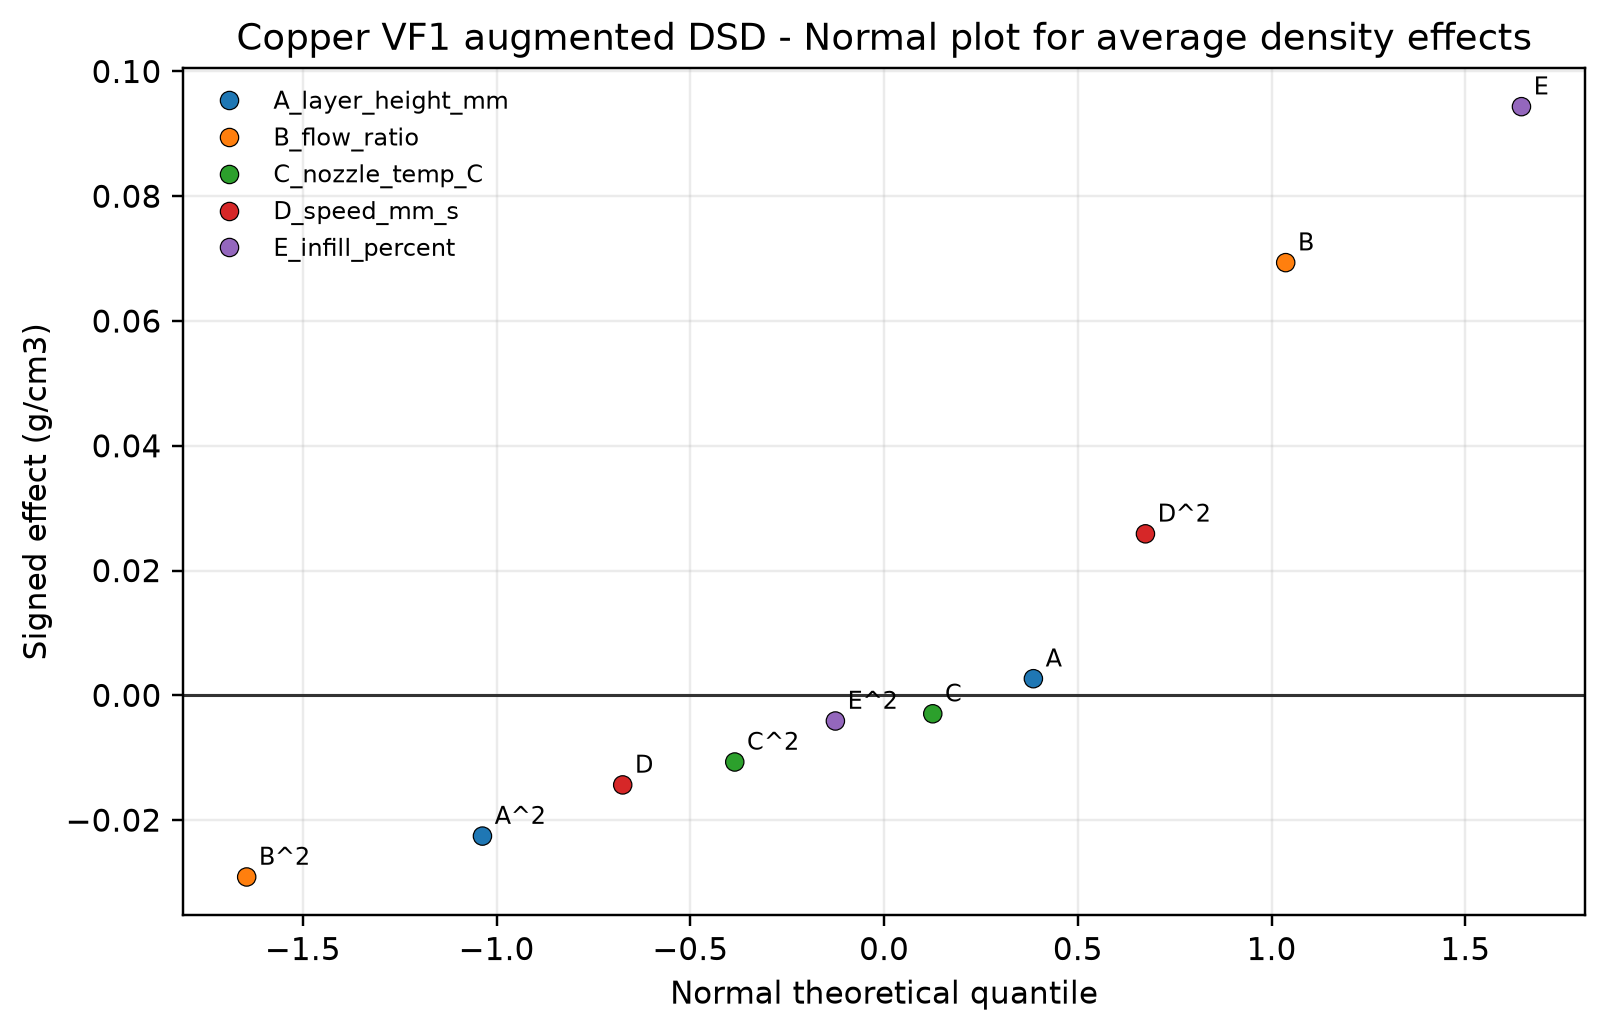 Copper VF1 augmented DSD - Normal plot for average density effects
0.10
0.08
0.06
0.04
0.02
0.00
−0.02
Signed effect (g/cm3)
A_layer_height_mm
B_flow_ratio
C_nozzle_temp_C
D_speed_mm_s
E_infill_percent
E
B
D^2
A
C
E^2
C^2
D
A^2
B^2
−1.5
−1.0
−0.5
0.0
0.5
1.0
1.5
Normal theoretical quantile